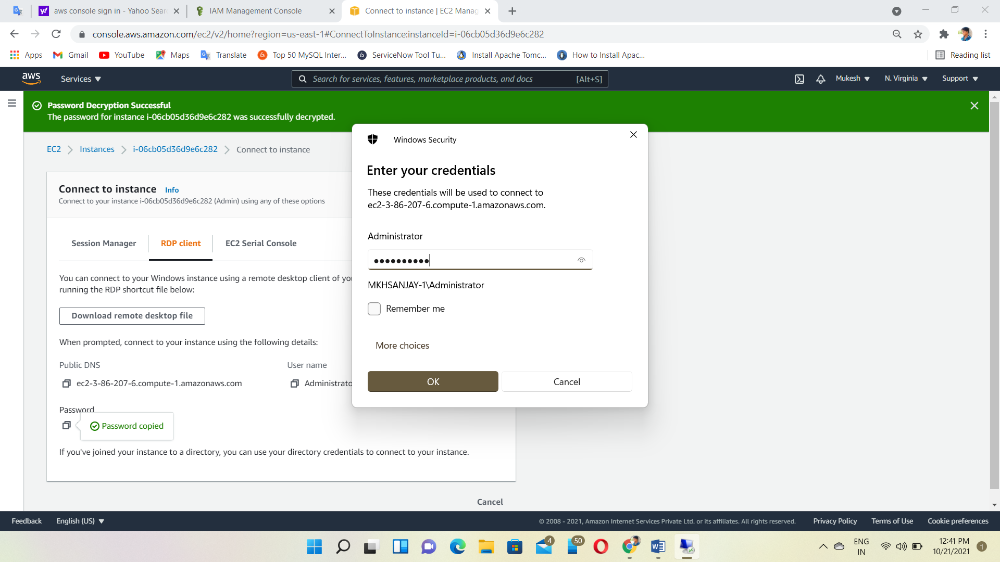 aws console sign in - Yahoo Sear
IAM Management Console
Connect to instance | EC2 Manag
console.aws.amazon.com/ec2/v2/home?region=us-east-1#ConnectToInstance:instanceId=i-06cb05d36d9e6c282
Apps
Gmail
YouTube
Maps
Translate
Top 50 MySQL Inter...
ServiceNow Tool Tu...
Install Apache Tomc...
How to Install Apac...
Reading list
aws
Services
Search for services, features, marketplace products, and docs
[Alt+S]
Mukesh
N. Virginia
Support
Password Decryption Successful
The password for instance i-06cb05d36d9e6c282 was successfully decrypted.
EC2
Instances
i-06cb05d36d9e6c282
Connect to instance
Connect to instance Info
Connect to your instance i-06cb05d36d9e6c282 (Admin) using any of these options
Session Manager
RDP client
EC2 Serial Console
You can connect to your Windows instance using a remote desktop client of you
running the RDP shortcut file below:
Download remote desktop file
When prompted, connect to your instance using the following details:
Public DNS
User name
ec2-3-86-207-6.compute-1.amazonaws.com
Administrato
Password
Password copied
If you've joined your instance to a directory, you can use your directory credentials to connect to your instance.
Cancel
Windows Security
Enter your credentials
These credentials will be used to connect to
ec2-3-86-207-6.compute-1.amazonaws.com.
Administrator
••••••••••
MKHSANJAY-1\Administrator
Remember me
More choices
OK
Cancel
Feedback
English (US)
© 2008 - 2021, Amazon Internet Services Private Ltd. or its affiliates. All rights reserved.
Privacy Policy
Terms of Use
Cookie preferences
4
50
ENG
IN
12:41 PM
10/21/2021
1